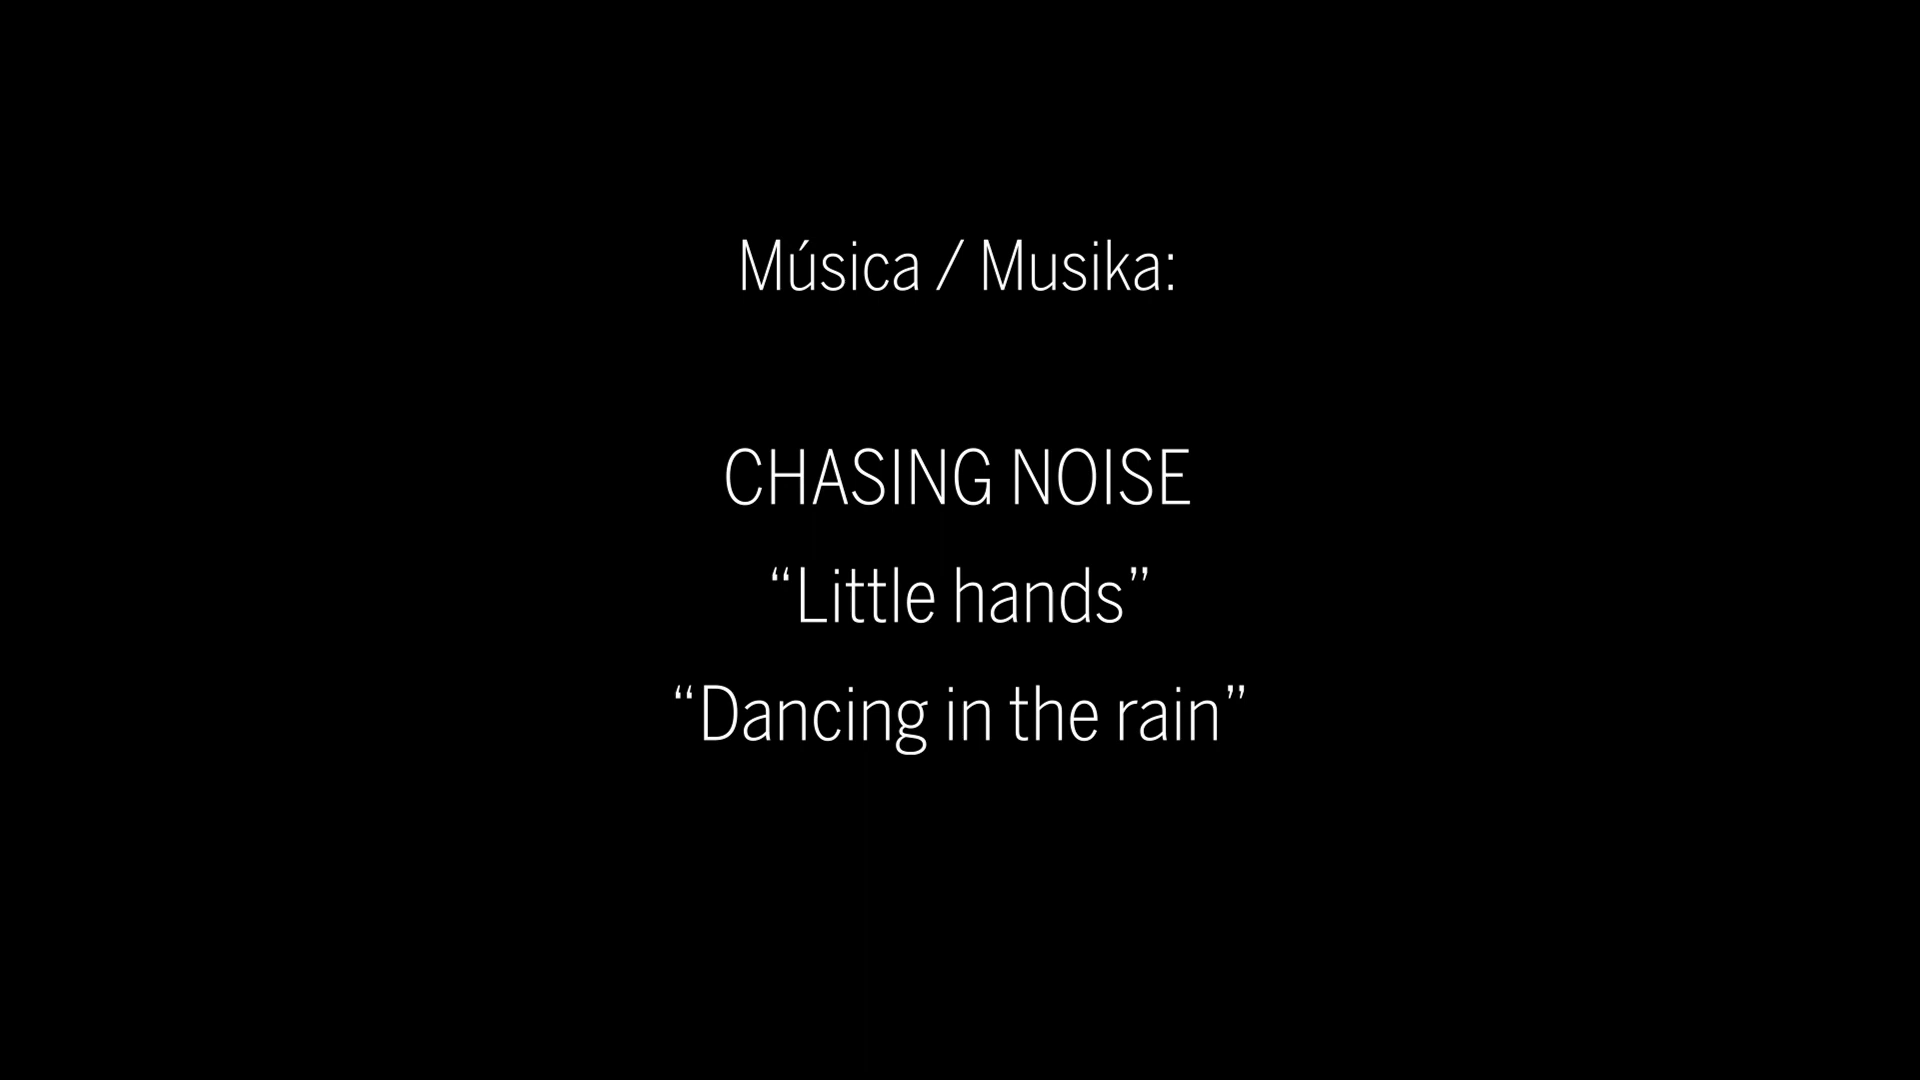 Música / Musika:
CHASING NOISE
“Little hands”
“Dancing in the rain”